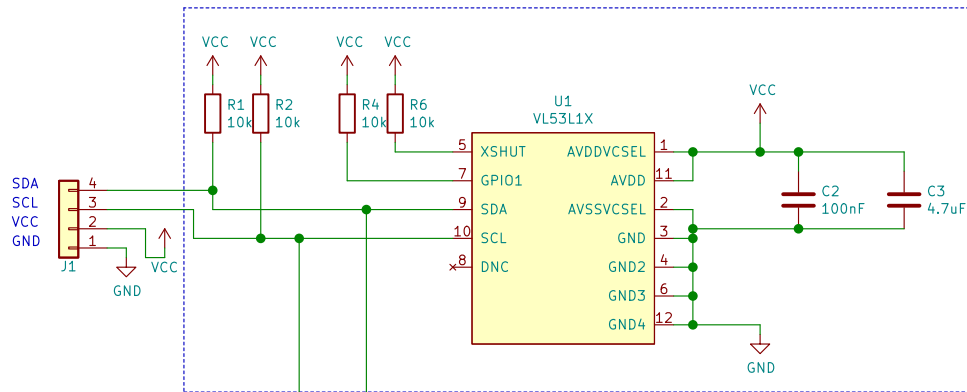 VCC
VCC
VCC
VCC
R1
10k
R2
10k
R4
10k
R6
10k
U1
VL53L1X
VCC
5
XSHUT
AVDDVCSEL
1
7
GPIO1
AVDD
11
9
SDA
AVSSVCSEL
2
10
SCL
GND
3
8
DNC
GND2
4
GND3
6
GND4
12
C2
100nF
C3
4.7uF
SDA
4
SCL
3
VCC
2
GND
1
J1
VCC
GND
GND